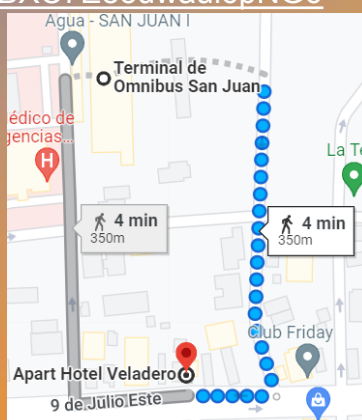 Agua - SAN JUAN I
Terminal de
Omnibus San Juan
édico de
gencias...
H
La Te
4 min
350m
4 min
350m
Club Friday
Apart Hotel Veladero
9 de Julio Este